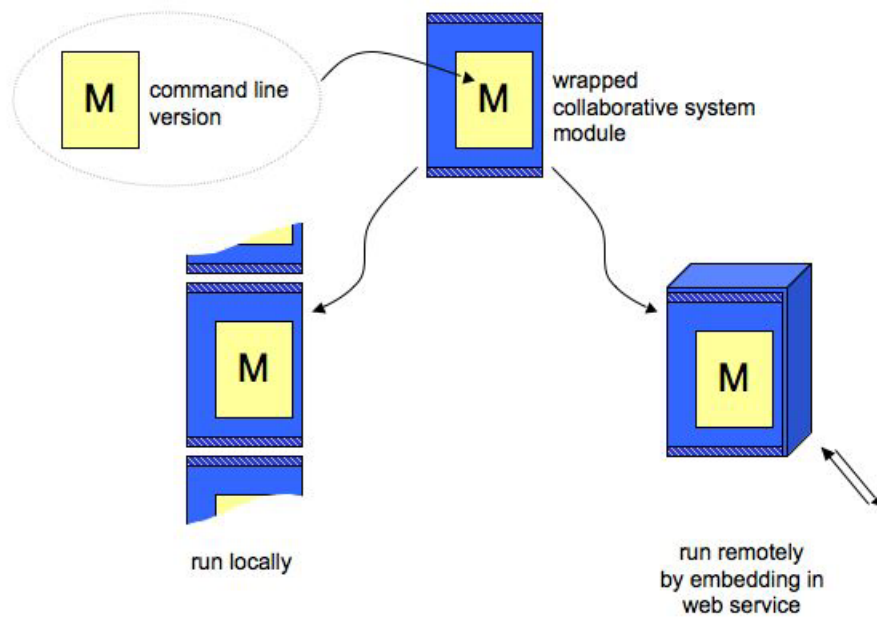 M
command line
version
M
wrapped
collaborative system
module
M
M
run locally
run remotely
by embedding in
web service